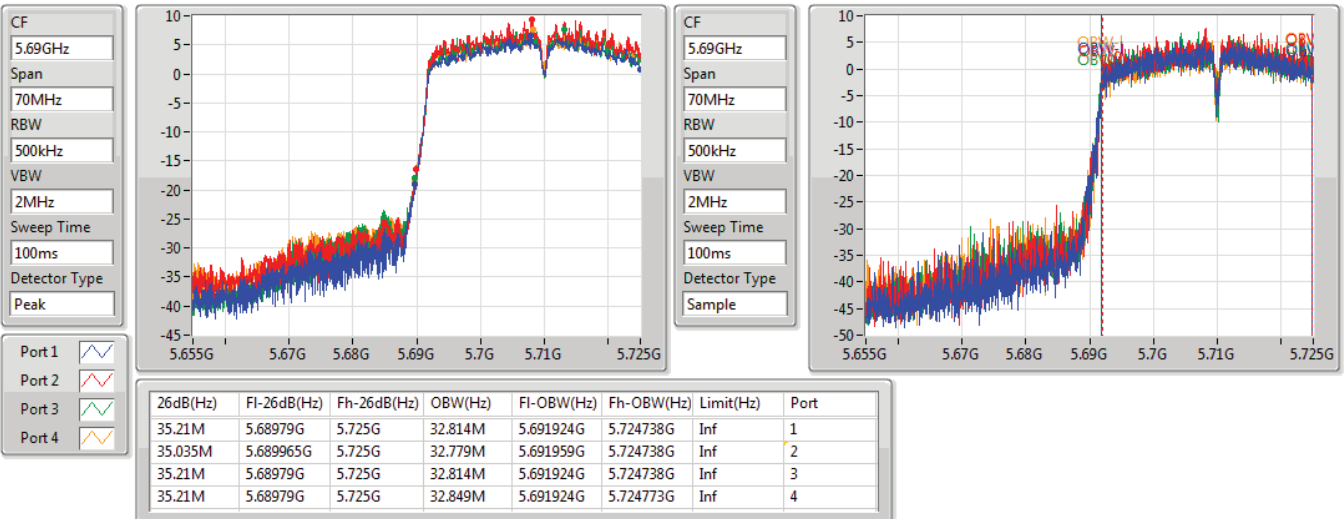 CF
5.69GHz
Span
70MHz
RBW
500kHz
VBW
2MHz
Sweep Time
100ms
Detector Type
Peak
10
5
0
-5
-10
-15
-20
-25
-30
-35
-40
-45
5.655G 5.67G 5.68G 5.69G 5.7G 5.71G 5.725G
CF
5.69GHz
Span
70MHz
RBW
500kHz
VBW
2MHz
Sweep Time
100ms
Detector Type
Sample
10
5
0
-5
-10
-15
-20
-25
-30
-35
-40
-45
-50
5.655G 5.67G 5.68G 5.69G 5.7G 5.71G 5.725G
Port 1
Port 2
Port 3
Port 4
26dB(Hz) Fl-26dB(Hz) Fh-26dB(Hz) OBW(Hz) Fl-OBW(Hz) Fh-OBW(Hz) Limit(Hz) Port
35.21M 5.68979G 5.725G 32.814M 5.691924G 5.724738G Inf 1
35.035M 5.689965G 5.725G 32.779M 5.691959G 5.724738G Inf 2
35.21M 5.68979G 5.725G 32.814M 5.691924G 5.724738G Inf 3
35.21M 5.68979G 5.725G 32.849M 5.691924G 5.724773G Inf 4